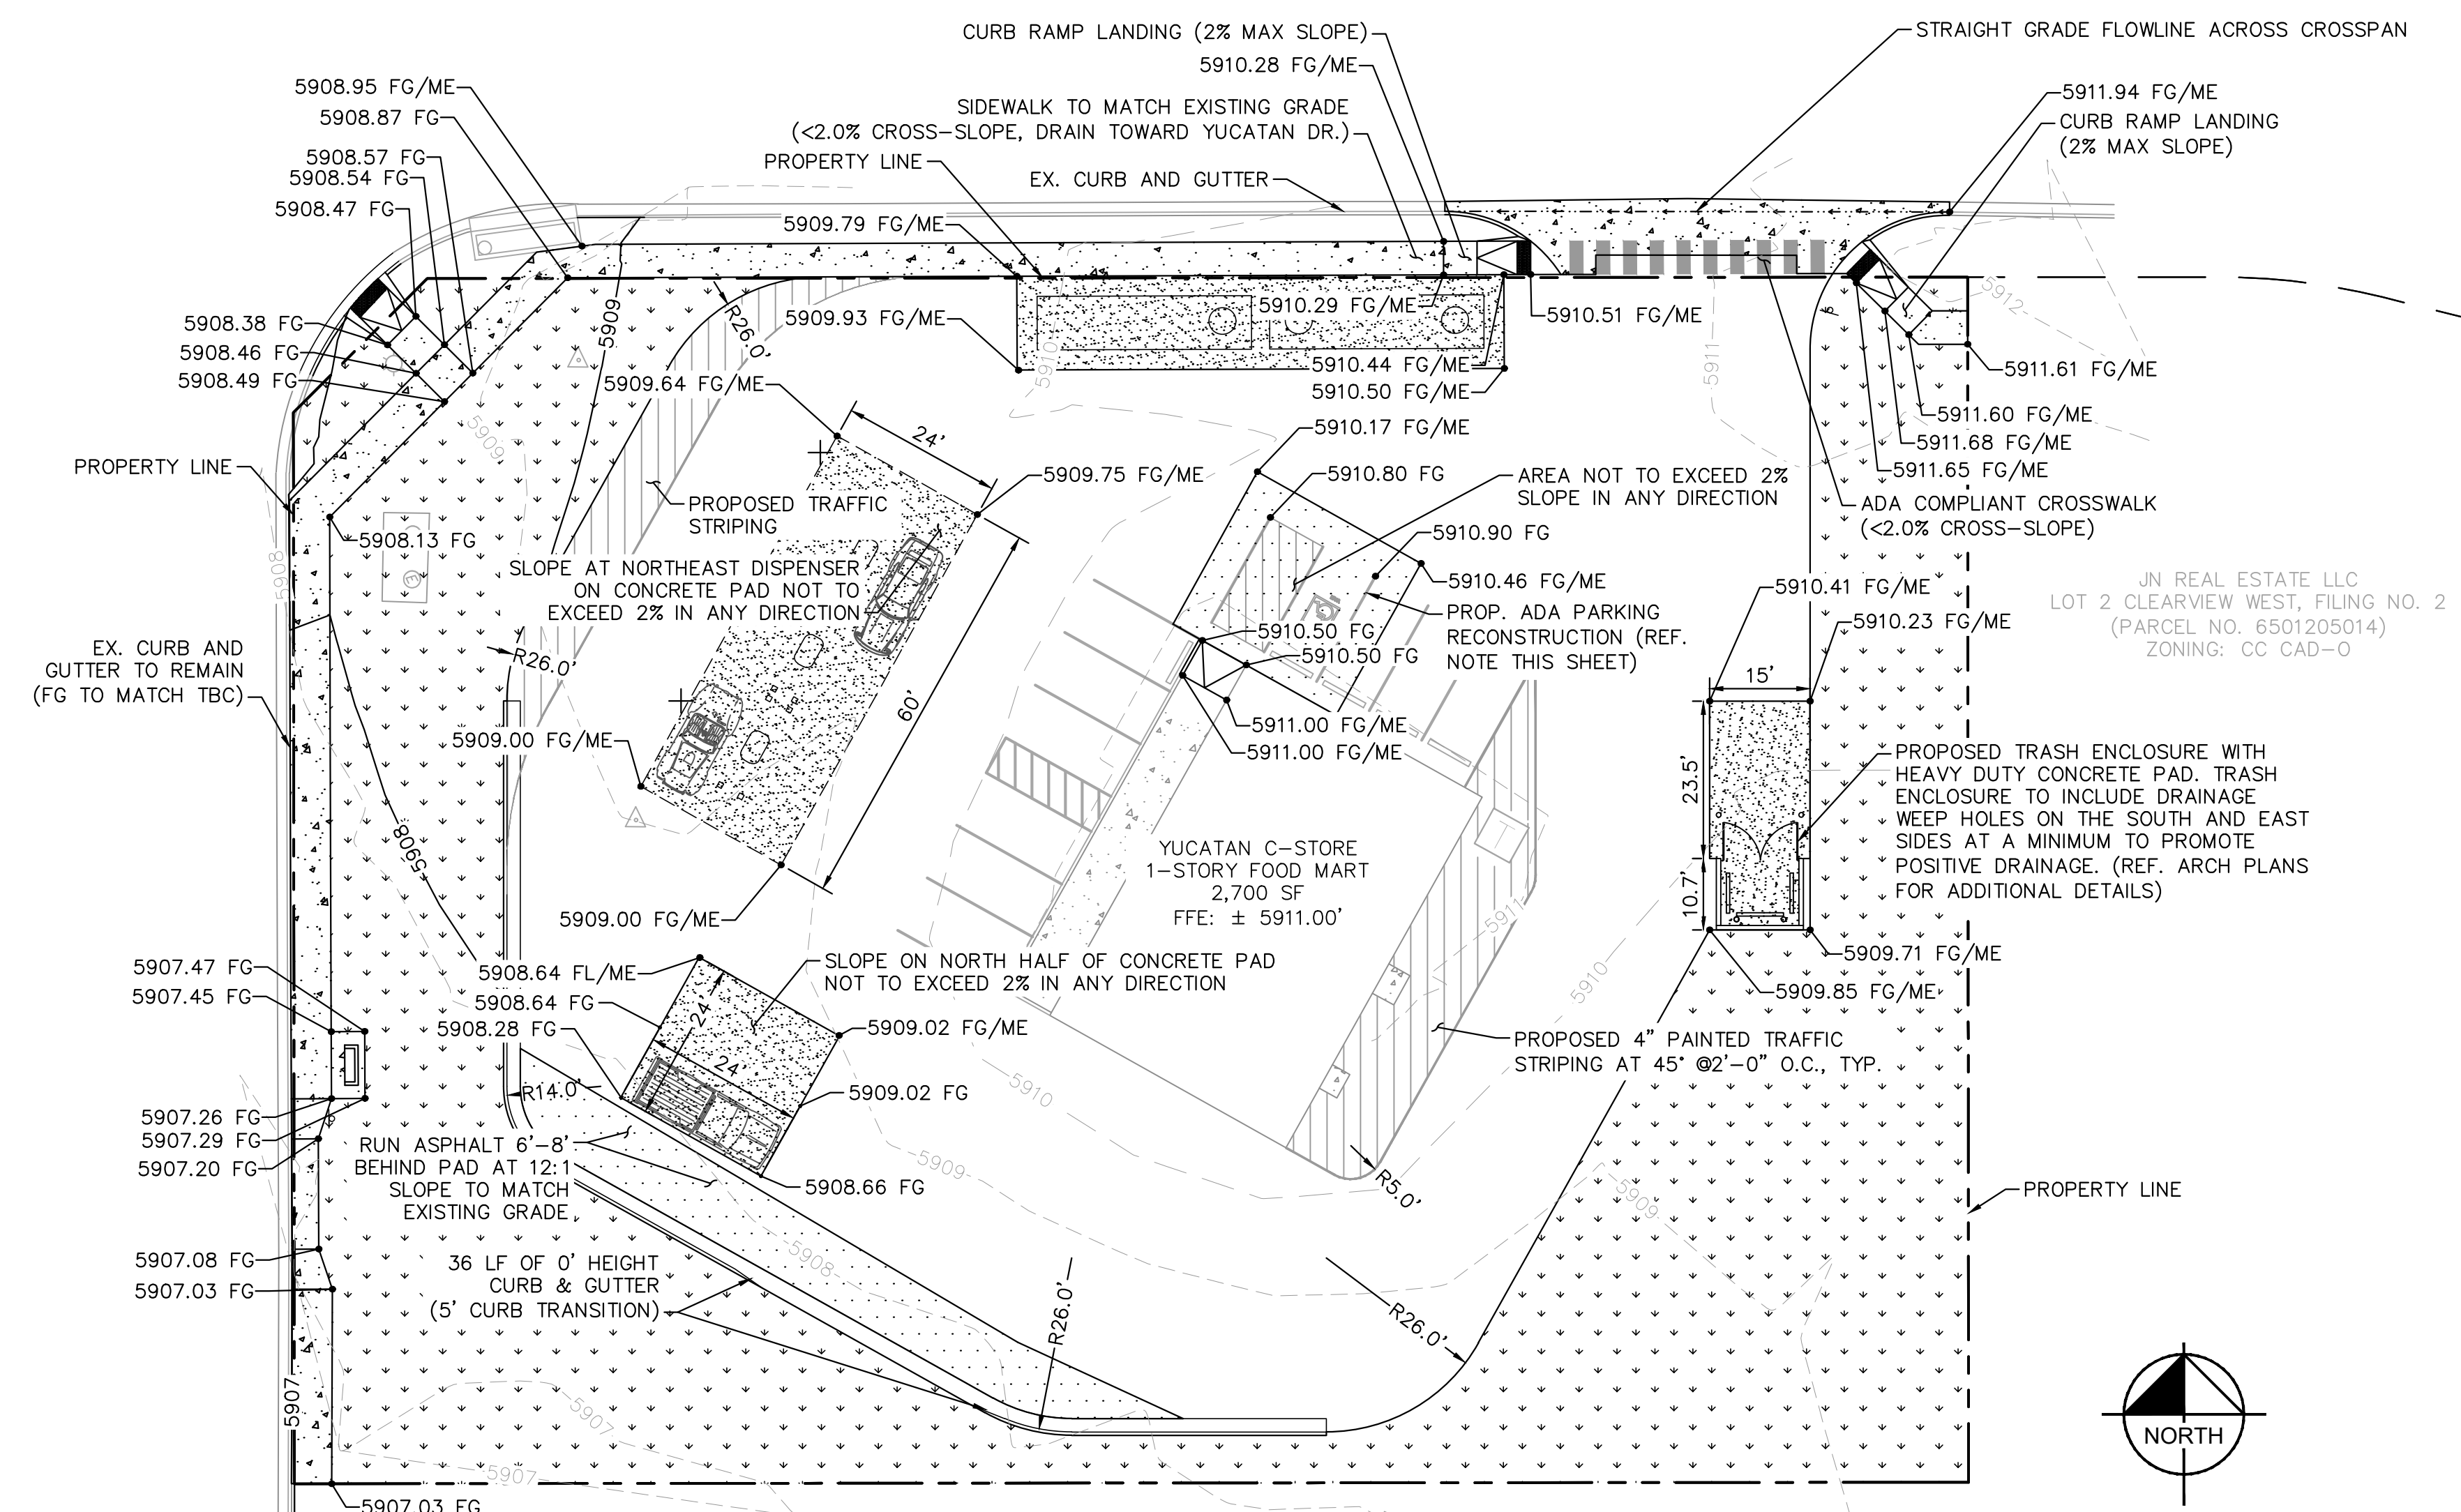 CURB RAMP LANDING (2% MAX SLOPE)
5910.28 FG/ME
SIDEWALK TO MATCH EXISTING GRADE
(<2.0% CROSS-SLOPE, DRAIN TOWARD YUCATAN DR.)
PROPERTY LINE
EX. CURB AND GUTTER
STRAIGHT GRADE FLOWLINE ACROSS CROSSPAN
5911.94 FG/ME
CURB RAMP LANDING
(2% MAX SLOPE)
5908.95 FG/ME
5908.87 FG
5908.57 FG
5908.54 FG
5908.47 FG
5909.79 FG/ME
5908.38 FG
5908.46 FG
5908.49 FG
5909
R26.0'
5909.93 FG/ME
5910
5910.29 FG/ME
5910.51 FG/ME
5910.44 FG/ME
5910.50 FG
5911
5912
5911.61 FG/ME
5911.60 FG/ME
5911.68 FG/ME
5911.65 FG/ME
ADA COMPLIANT CROSSWALK
(<2.0% CROSS-SLOPE)
5909.64 FG/ME
24'
5910.17 FG/ME
5909
PROPERTY LINE
5909.75 FG/ME
5910.80 FG
AREA NOT TO EXCEED 2%
SLOPE IN ANY DIRECTION
PROPOSED TRAFFIC
STRIPING
5908.13 FG
5908
E
5910.90 FG
SLOPE AT NORTHEAST DISPENSER
ON CONCRETE PAD NOT TO
EXCEED 2% IN ANY DIRECTION
5910.46 FG/ME
PROP. ADA PARKING
RECONSTRUCTION (REF.
NOTE THIS SHEET)
5910.41 FG/ME
5910.23 FG/ME
JN REAL ESTATE LLC
LOT 2 CLEARVIEW WEST, FILING NO. 2
(PARCEL NO. 6501205014)
ZONING: CC CAD-O
5910.50 FG
5910.50 FG
EX. CURB AND
GUTTER TO REMAIN
(FG TO MATCH TBC)
R26.0'
60'
15'
5909.00 FG/ME
5911.00 FG/ME
5911.00 FG/ME
23.5'
PROPOSED TRASH ENCLOSURE WITH
HEAVY DUTY CONCRETE PAD. TRASH
ENCLOSURE TO INCLUDE DRAINAGE
WEEP HOLES ON THE SOUTH AND EAST
SIDES AT A MINIMUM TO PROMOTE
POSITIVE DRAINAGE. (REF. ARCH PLANS
FOR ADDITIONAL DETAILS)
5908
T
YUCATAN C-STORE
1-STORY FOOD MART
2,700 SF
FFE: ± 5911.00'
10.7'
5911
5909.00 FG/ME
5909.71 FG/ME
5907.47 FG
5907.45 FG
5908.64 FL/ME
5908.64 FG
5908.28 FG
SLOPE ON NORTH HALF OF CONCRETE PAD
NOT TO EXCEED 2% IN ANY DIRECTION
5910
5909.85 FG/ME
24'
5909.02 FG/ME
PROPOSED 4" PAINTED TRAFFIC
STRIPING AT 45° @2'-0" O.C., TYP.
24'
R14.0'
5909.02 FG
5910
5907.26 FG
5907.29 FG
5907.20 FG
RUN ASPHALT 6'-8'
BEHIND PAD AT 12:1
SLOPE TO MATCH
EXISTING GRADE
5908.66 FG
5909
R5.0'
5909
PROPERTY LINE
5907.08 FG
5907.03 FG
36 LF OF 0' HEIGHT
CURB & GUTTER
(5' CURB TRANSITION)
5908
R26.0'
R26.0'
5907
5907
5907
5907.03 FG
NORTH